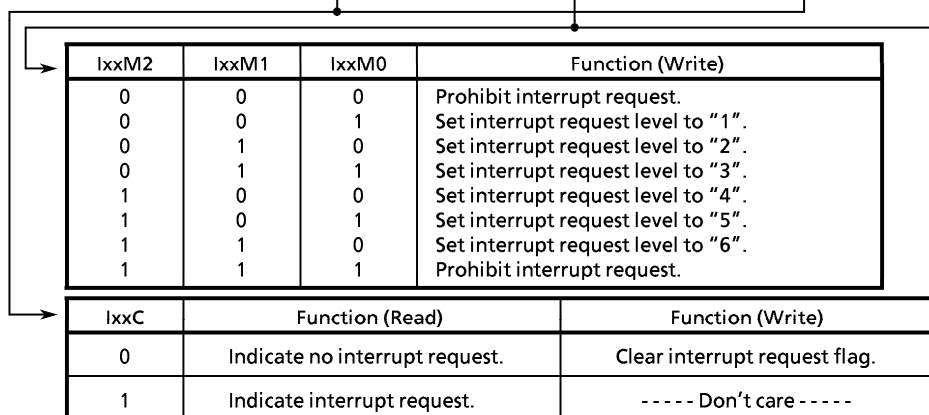 IxxM2 IxxM1 IxxM0 Function (Write)
0 0 0 Prohibit interrupt request.
0 0 1 Set interrupt request level to "1".
0 1 0 Set interrupt request level to "2".
0 1 1 Set interrupt request level to "3".
1 0 0 Set interrupt request level to "4".
1 0 1 Set interrupt request level to "5".
1 1 0 Set interrupt request level to "6".
1 1 1 Prohibit interrupt request.
IxxC Function (Read) Function (Write)
0 Indicate no interrupt request. Clear interrupt request flag.
1 Indicate interrupt request. - - - - - Don't care - - - - -